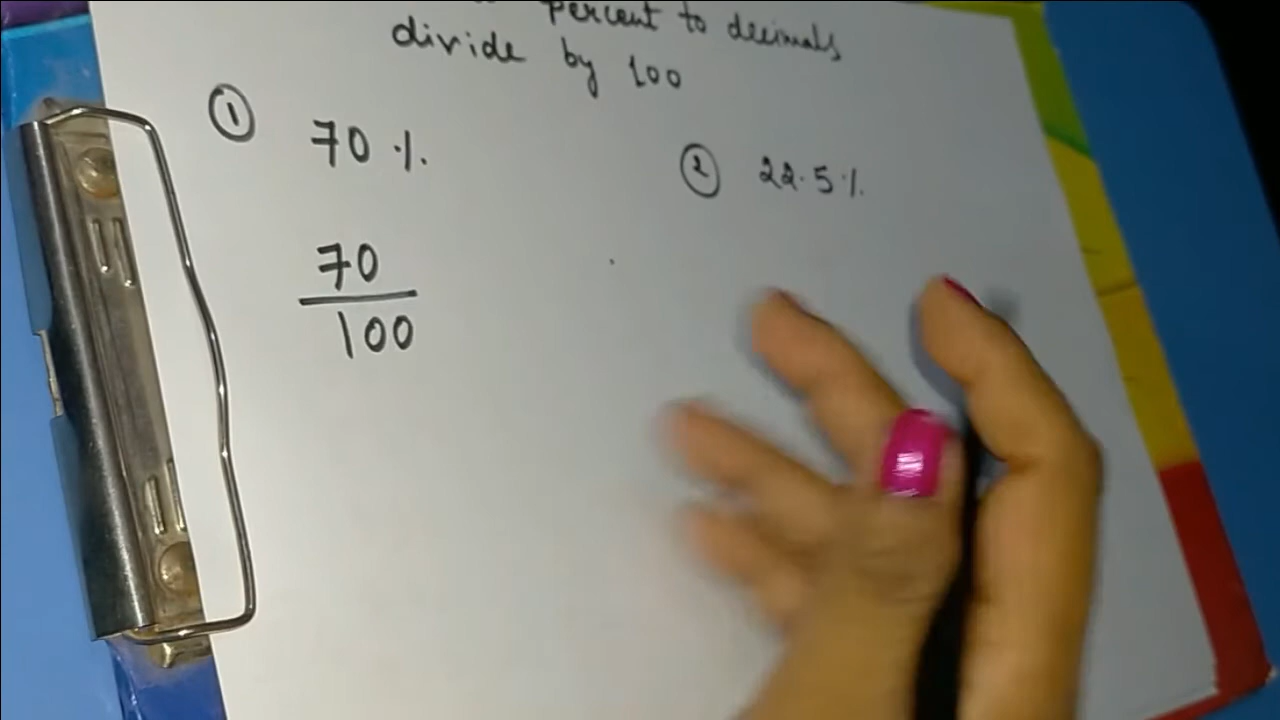 Percent to decimals
divide by 100
① 70%
② 22.5%
70
100